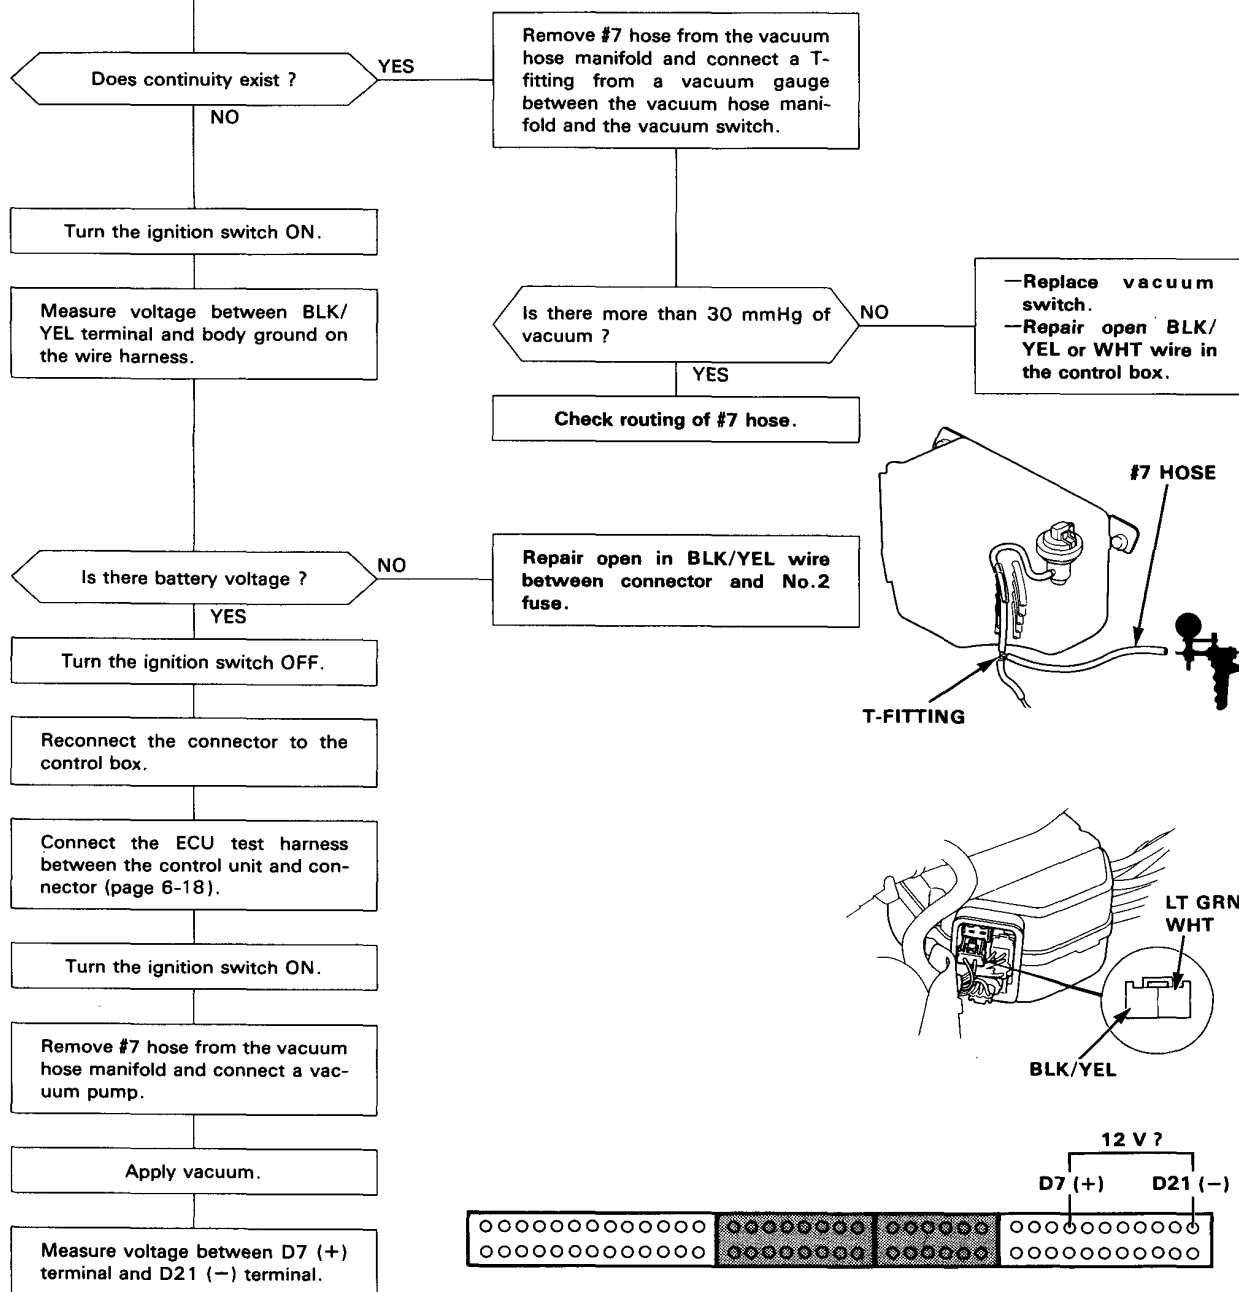 Does continuity exist ?
YES
NO
Remove #7 hose from the vacuum
hose manifold and connect a T-
fitting from a vacuum gauge
between the vacuum hose mani-
fold and the vacuum switch.
Turn the ignition switch ON.
Measure voltage between BLK/
YEL terminal and body ground on
the wire harness.
Is there more than 30 mmHg of
vacuum ?
NO
YES
—Replace vacuum
switch.
—Repair open BLK/
YEL or WHT wire in
the control box.
Check routing of #7 hose.
#7 HOSE
T-FITTING
Is there battery voltage ?
NO
YES
Repair open in BLK/YEL wire
between connector and No.2
fuse.
Turn the ignition switch OFF.
Reconnect the connector to the
control box.
Connect the ECU test harness
between the control unit and con-
nector (page 6-18).
Turn the ignition switch ON.
Remove #7 hose from the vacuum
hose manifold and connect a vac-
uum pump.
Apply vacuum.
Measure voltage between D7 (+)
terminal and D21 (−) terminal.
LT GRN
WHT
BLK/YEL
12 V ?
D7 (+)
D21 (−)